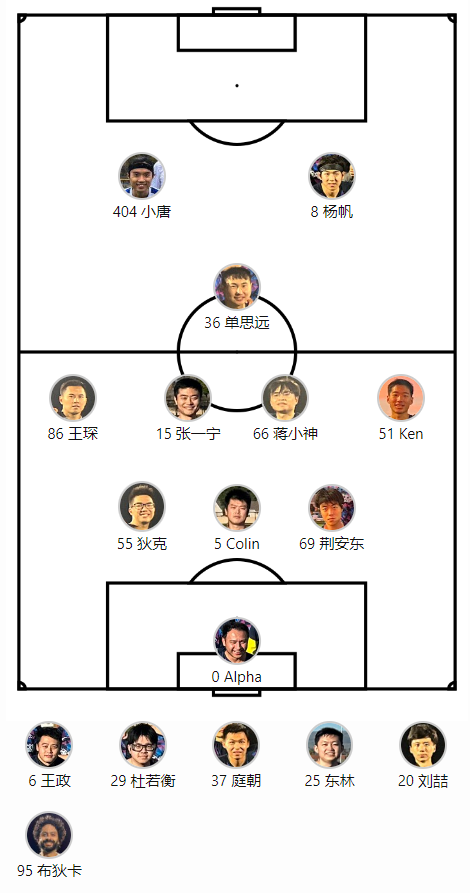 404 小唐
8 杨帆
36 单思远
86 王琛
15 张一宁
66 蒋小神
51 Ken
55 狄克
5 Colin
69 荆安东
0 Alpha
6 王政
29 杜若衡
37 庭朝
25 东林
20 刘喆
95 布狄卡